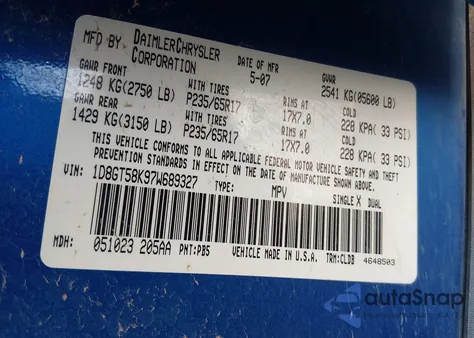 MFD BY DAIMLERCHRYSLER CORPORATION DATE OF MFR 5-07 GVWR 2541 KG(05600 LB)
GAWR FRONT WITH TIRES RIMS AT COLD
1248 KG(2750 LB) P235/65R17 17X7.0 228 KPA( 33 PSI)
GAWR REAR WITH TIRES RIMS AT COLD
1429 KG(3150 LB) P235/65R17 17X7.0 228 KPA( 33 PSI)
THIS VEHICLE CONFORMS TO ALL APPLICABLE FEDERAL MOTOR VEHICLE SAFETY, BUMPER, AND
THEFT PREVENTION STANDARDS IN EFFECT ON THE DATE OF MANUFACTURE SHOWN ABOVE.
VIN: 1D8GT58K97W689327 TYPE: MPV SINGLE X DUAL
MDH: 051023 205AA PNT:PB5 VEHICLE MADE IN U.S.A. TRM:CLDB 4648503
autaSnap